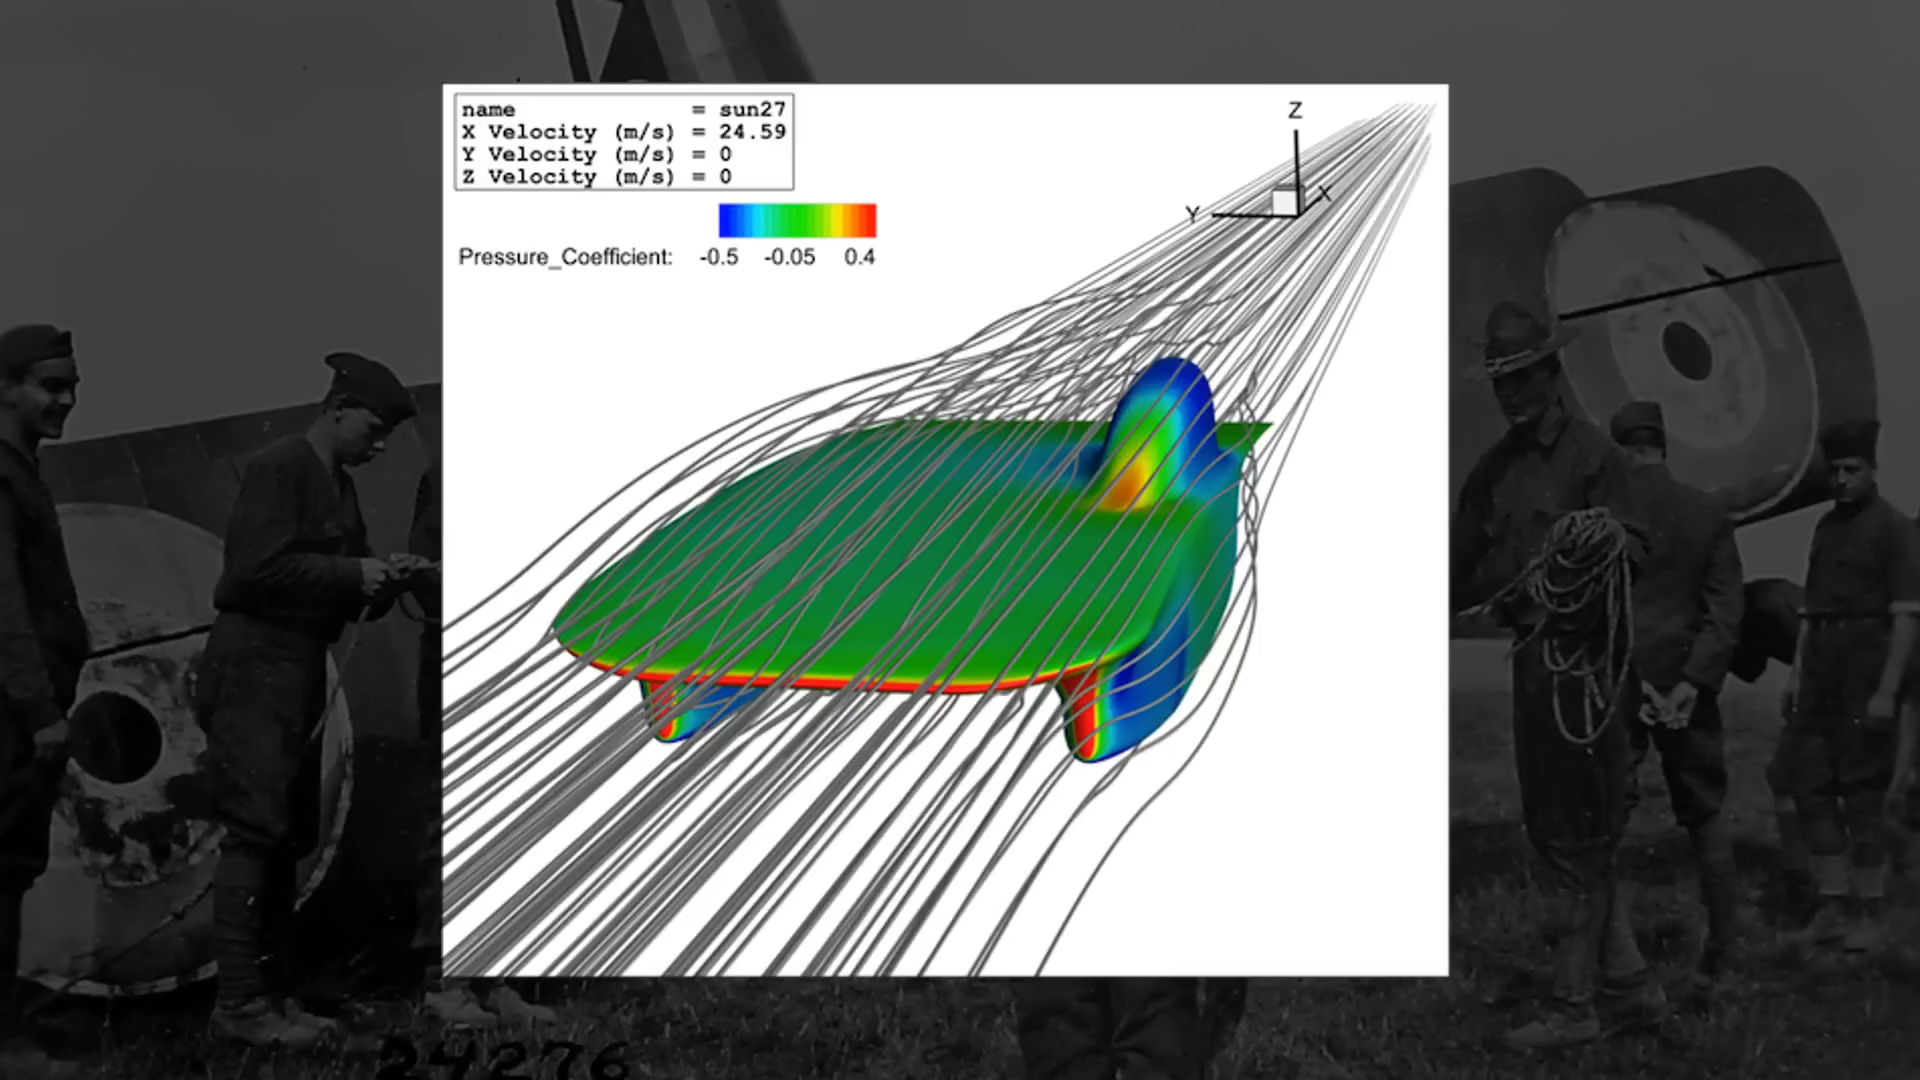 name = sun27
X Velocity (m/s) = 24.59
Y Velocity (m/s) = 0
Z Velocity (m/s) = 0
Pressure_Coefficient: -0.5 -0.05 0.4
Z
Y
X
24276